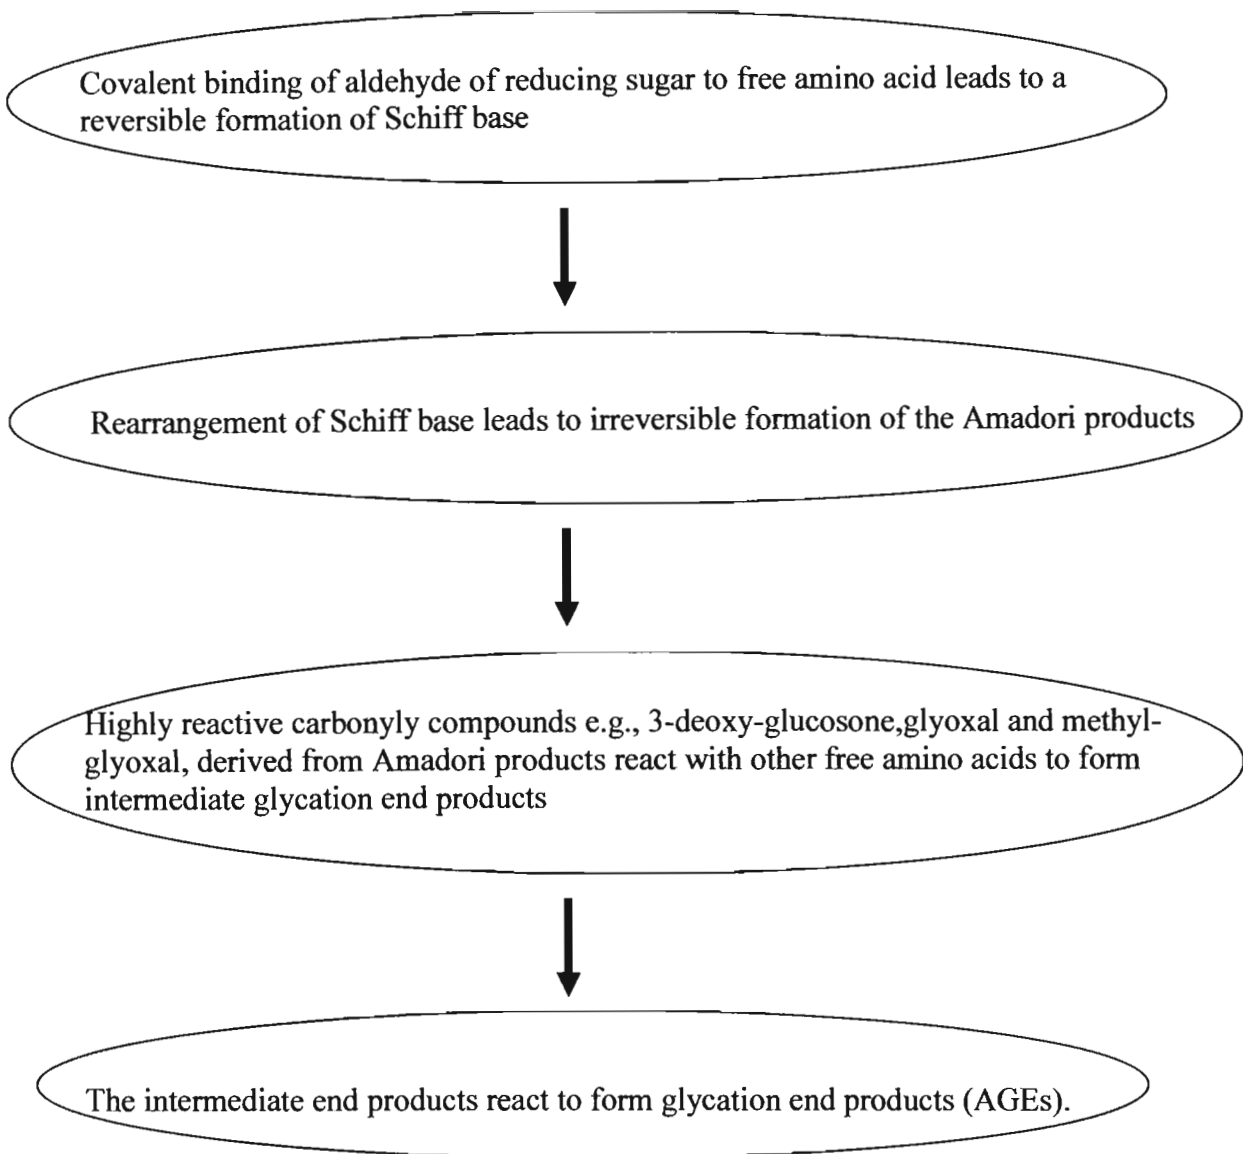 Covalent binding of aldehyde of reducing sugar to free amino acid leads to a
reversible formation of Schiff base
Rearrangement of Schiff base leads to irreversible formation of the Amadori products
Highly reactive carbonyly compounds e.g., 3-deoxy-glucosone,glyoxal and methyl-
glyoxal, derived from Amadori products react with other free amino acids to form
intermediate glycation end products
The intermediate end products react to form glycation end products (AGEs).